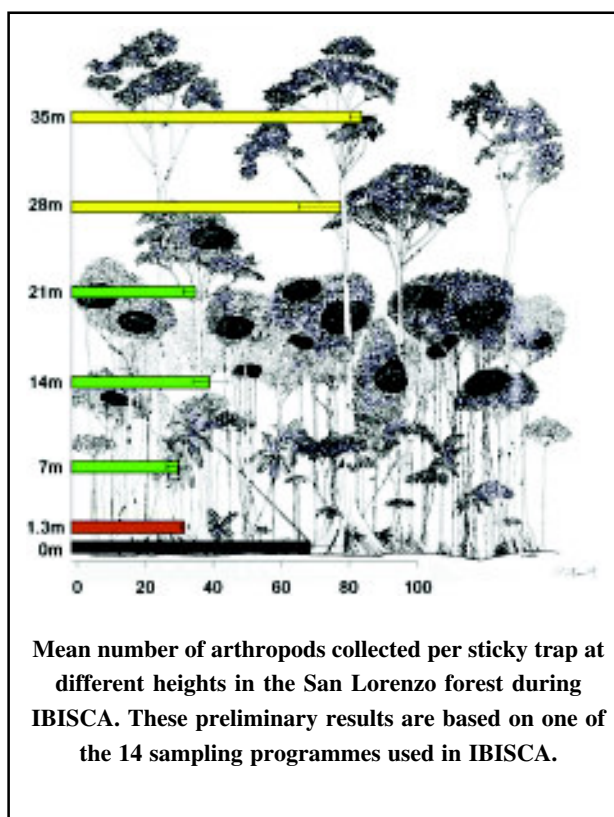 35m
28m
21m
14m
7m
1.3m
0m
0 20 40 60 80 100
Mean number of arthropods collected per sticky trap at
different heights in the San Lorenzo forest during
IBISCA. These preliminary results are based on one of
the 14 sampling programmes used in IBISCA.